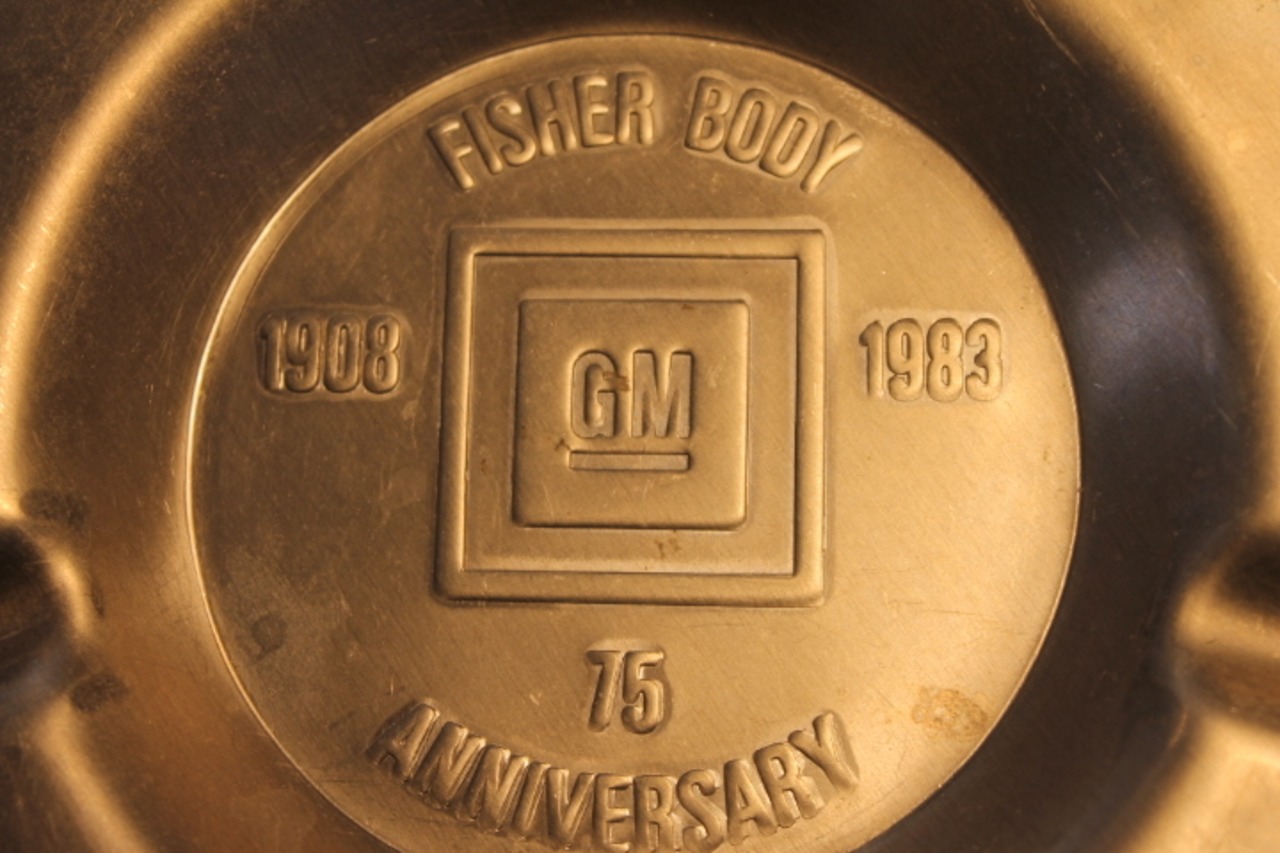 FISHER BODY
1908
GM
1983
75
ANNIVERSARY